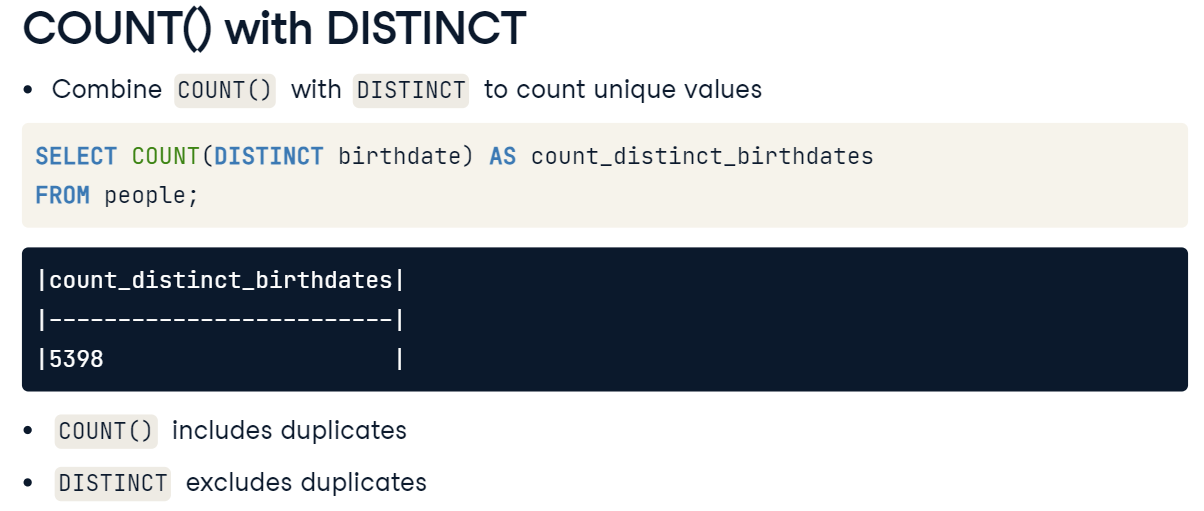 COUNT() with DISTINCT
• Combine COUNT() with DISTINCT to count unique values
SELECT COUNT(DISTINCT birthdate) AS count_distinct_birthdates
FROM people;
|count_distinct_birthdates|
|-------------------------|
|5398                     |
• COUNT() includes duplicates
• DISTINCT excludes duplicates